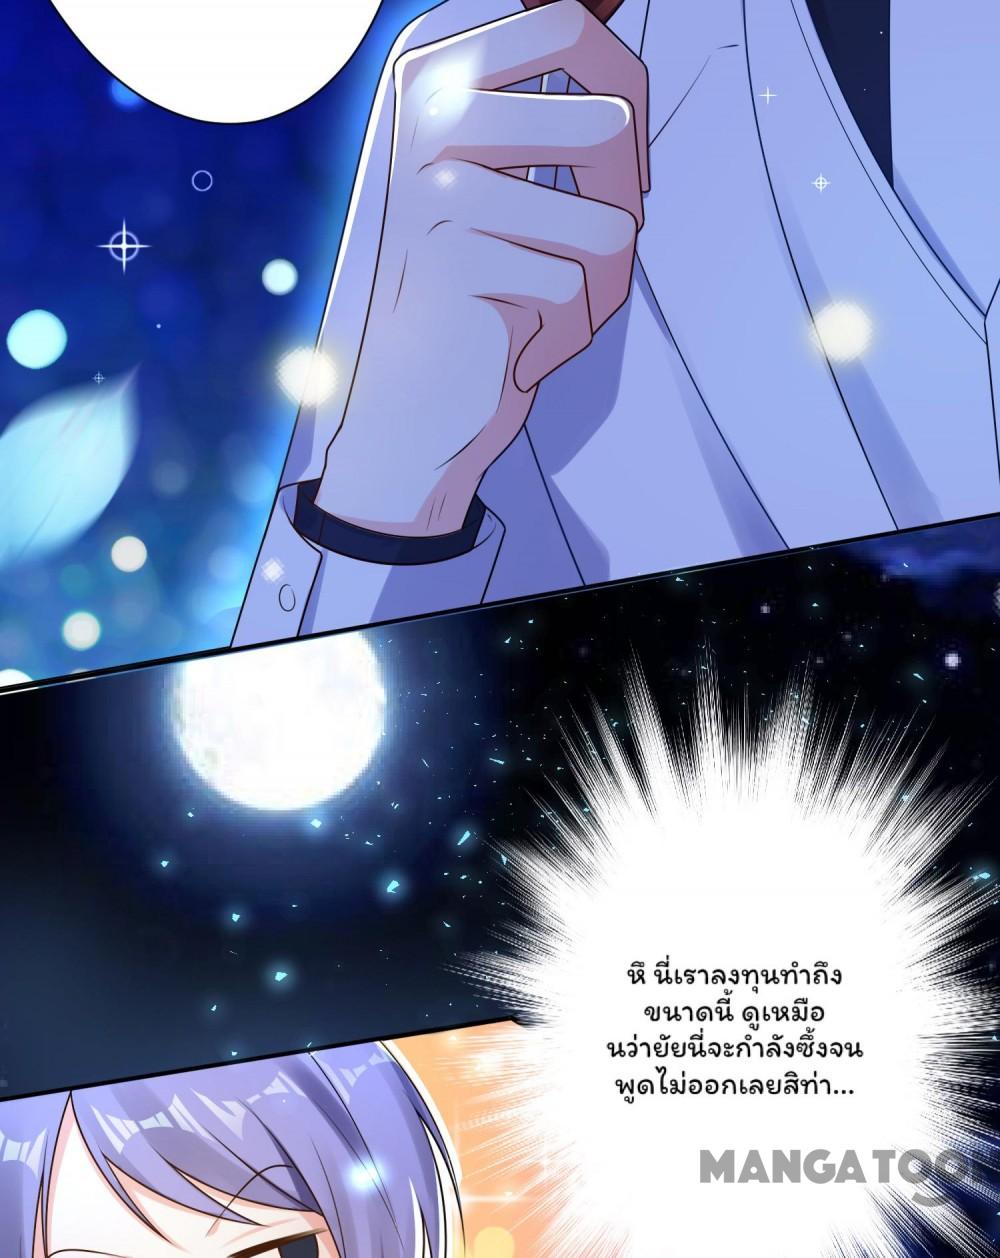 หึ นี่เราลงทุนทำถึง
ขนาดนี้ ดูเหมือ
นว่ายัยนี่จะกำลังซึ้งจน
พูดไม่ออกเลยสิท่า...
MANGATOON